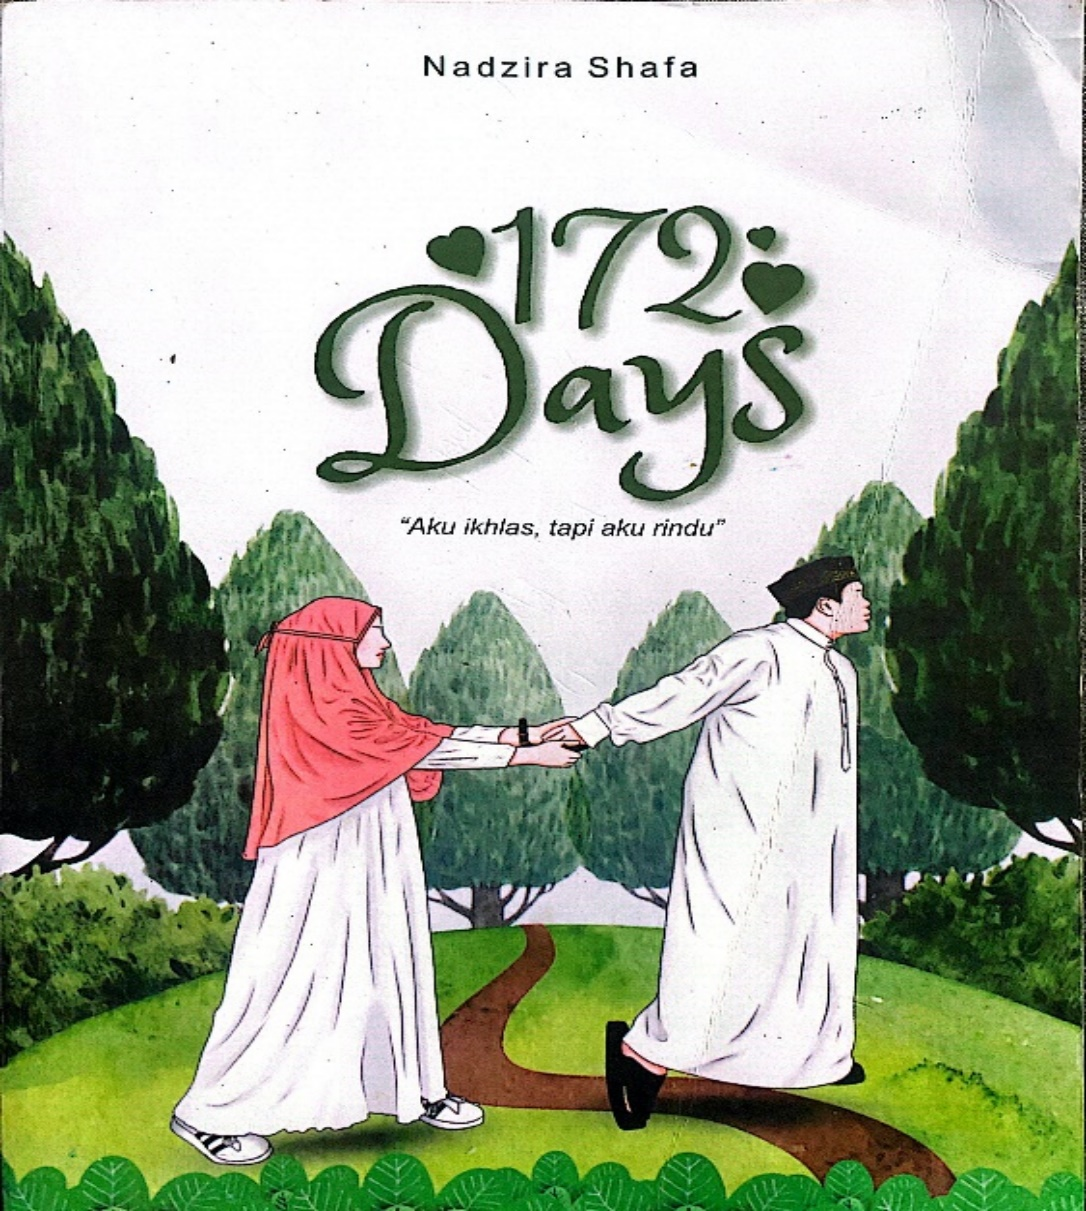 Nadzira Shafa
172
Days
“Aku ikhlas, tapi aku rindu”